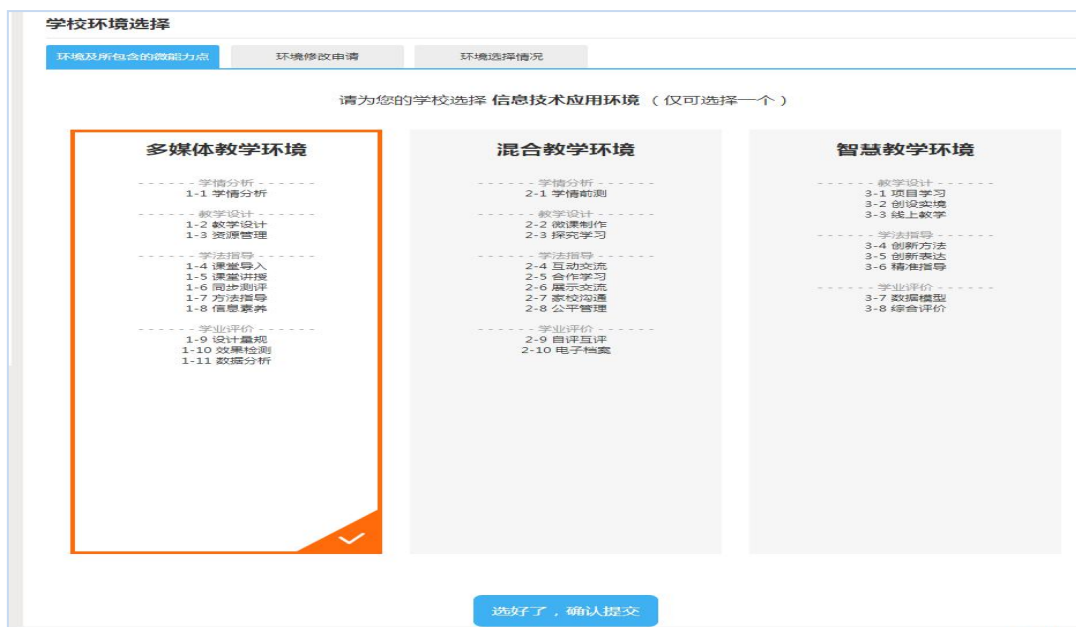 学校环境选择
环境及所包含的微能力点 环境修改申请 环境选择情况
请为您的学校选择 信息技术应用环境 （仅可选择一个）
多媒体教学环境
------学情分析------
1-1 学情分析
------教学设计------
1-2 教学设计
1-3 资源管理
------学法指导------
1-4 课堂导入
1-5 课堂讲授
1-6 同步测评
1-7 方法指导
1-8 信息素养
------学业评价------
1-9 设计量规
1-10 效果检测
1-11 数据分析
混合教学环境
------学情分析------
2-1 学情前测
------教学设计------
2-2 微课制作
2-3 探究学习
------学法指导------
2-4 互动交流
2-5 合作学习
2-6 展示交流
2-7 家校沟通
2-8 公平管理
------学业评价------
2-9 自评互评
2-10 电子档案
智慧教学环境
------教学设计------
3-1 项目学习
3-2 创设实境
3-3 线上教学
------学法指导------
3-4 创新方法
3-5 创新表达
3-6 精准指导
------学业评价------
3-7 数据模型
3-8 综合评价
选好了，确认提交